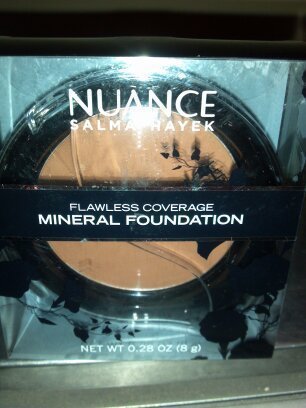 NUANCE
SALMA HAYEK
FLAWLESS COVERAGE
MINERAL FOUNDATION
NET WT 0.28 OZ (8 g)